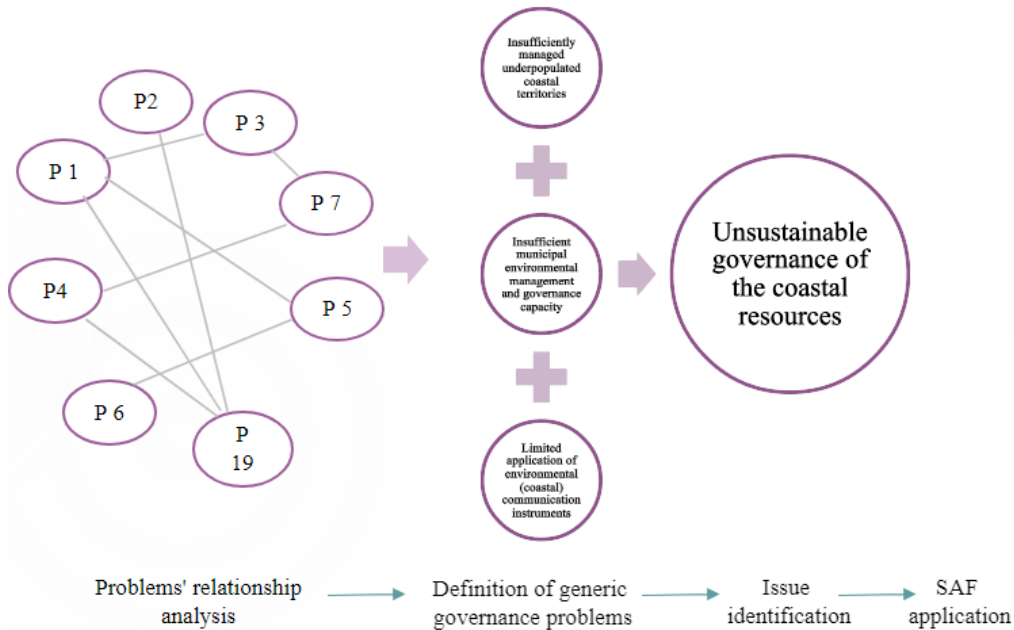 P2
P 3
P 1
P 7
P4
P 5
P 6
P
19
Insufficiently
managed
underpopulated
coastal
territories
Insufficient
municipal
environmental
management
and governance
capacity
Limited
application of
environmental
(coastal)
communication
instruments
Unsustainable
governance of
the coastal
resources
Problems' relationship
analysis
Definition of generic
governance problems
Issue
identification
SAF
application